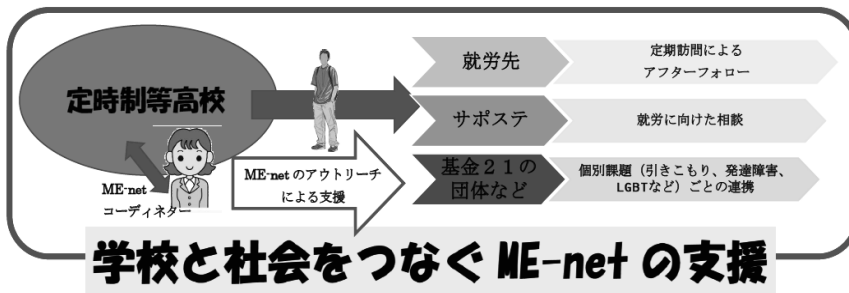 定時制等高校
ME-net
コーディネター
ME-netのアウトリーチ
による支援
就労先
定期訪問による
アフターフォロー
サポステ
就労に向けた相談
基金２１の
団体など
個別課題（引きこもり、発達障害、
LGBTなど）ごとの連携
学校と社会をつなぐME-netの支援